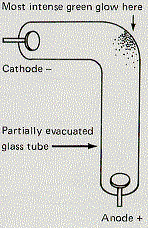 Most intense green glow here
Cathode –
Partially evacuated
glass tube
Anode +